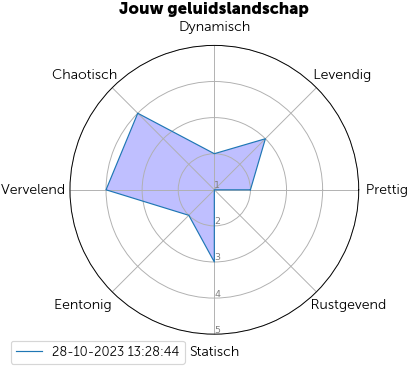 Jouw geluidslandschap
Dynamisch
Chaotisch
Levendig
Vervelend
1
Prettig
2
3
4
Eentonig
Rustgevend
5
28-10-2023 13:28:44
Statisch